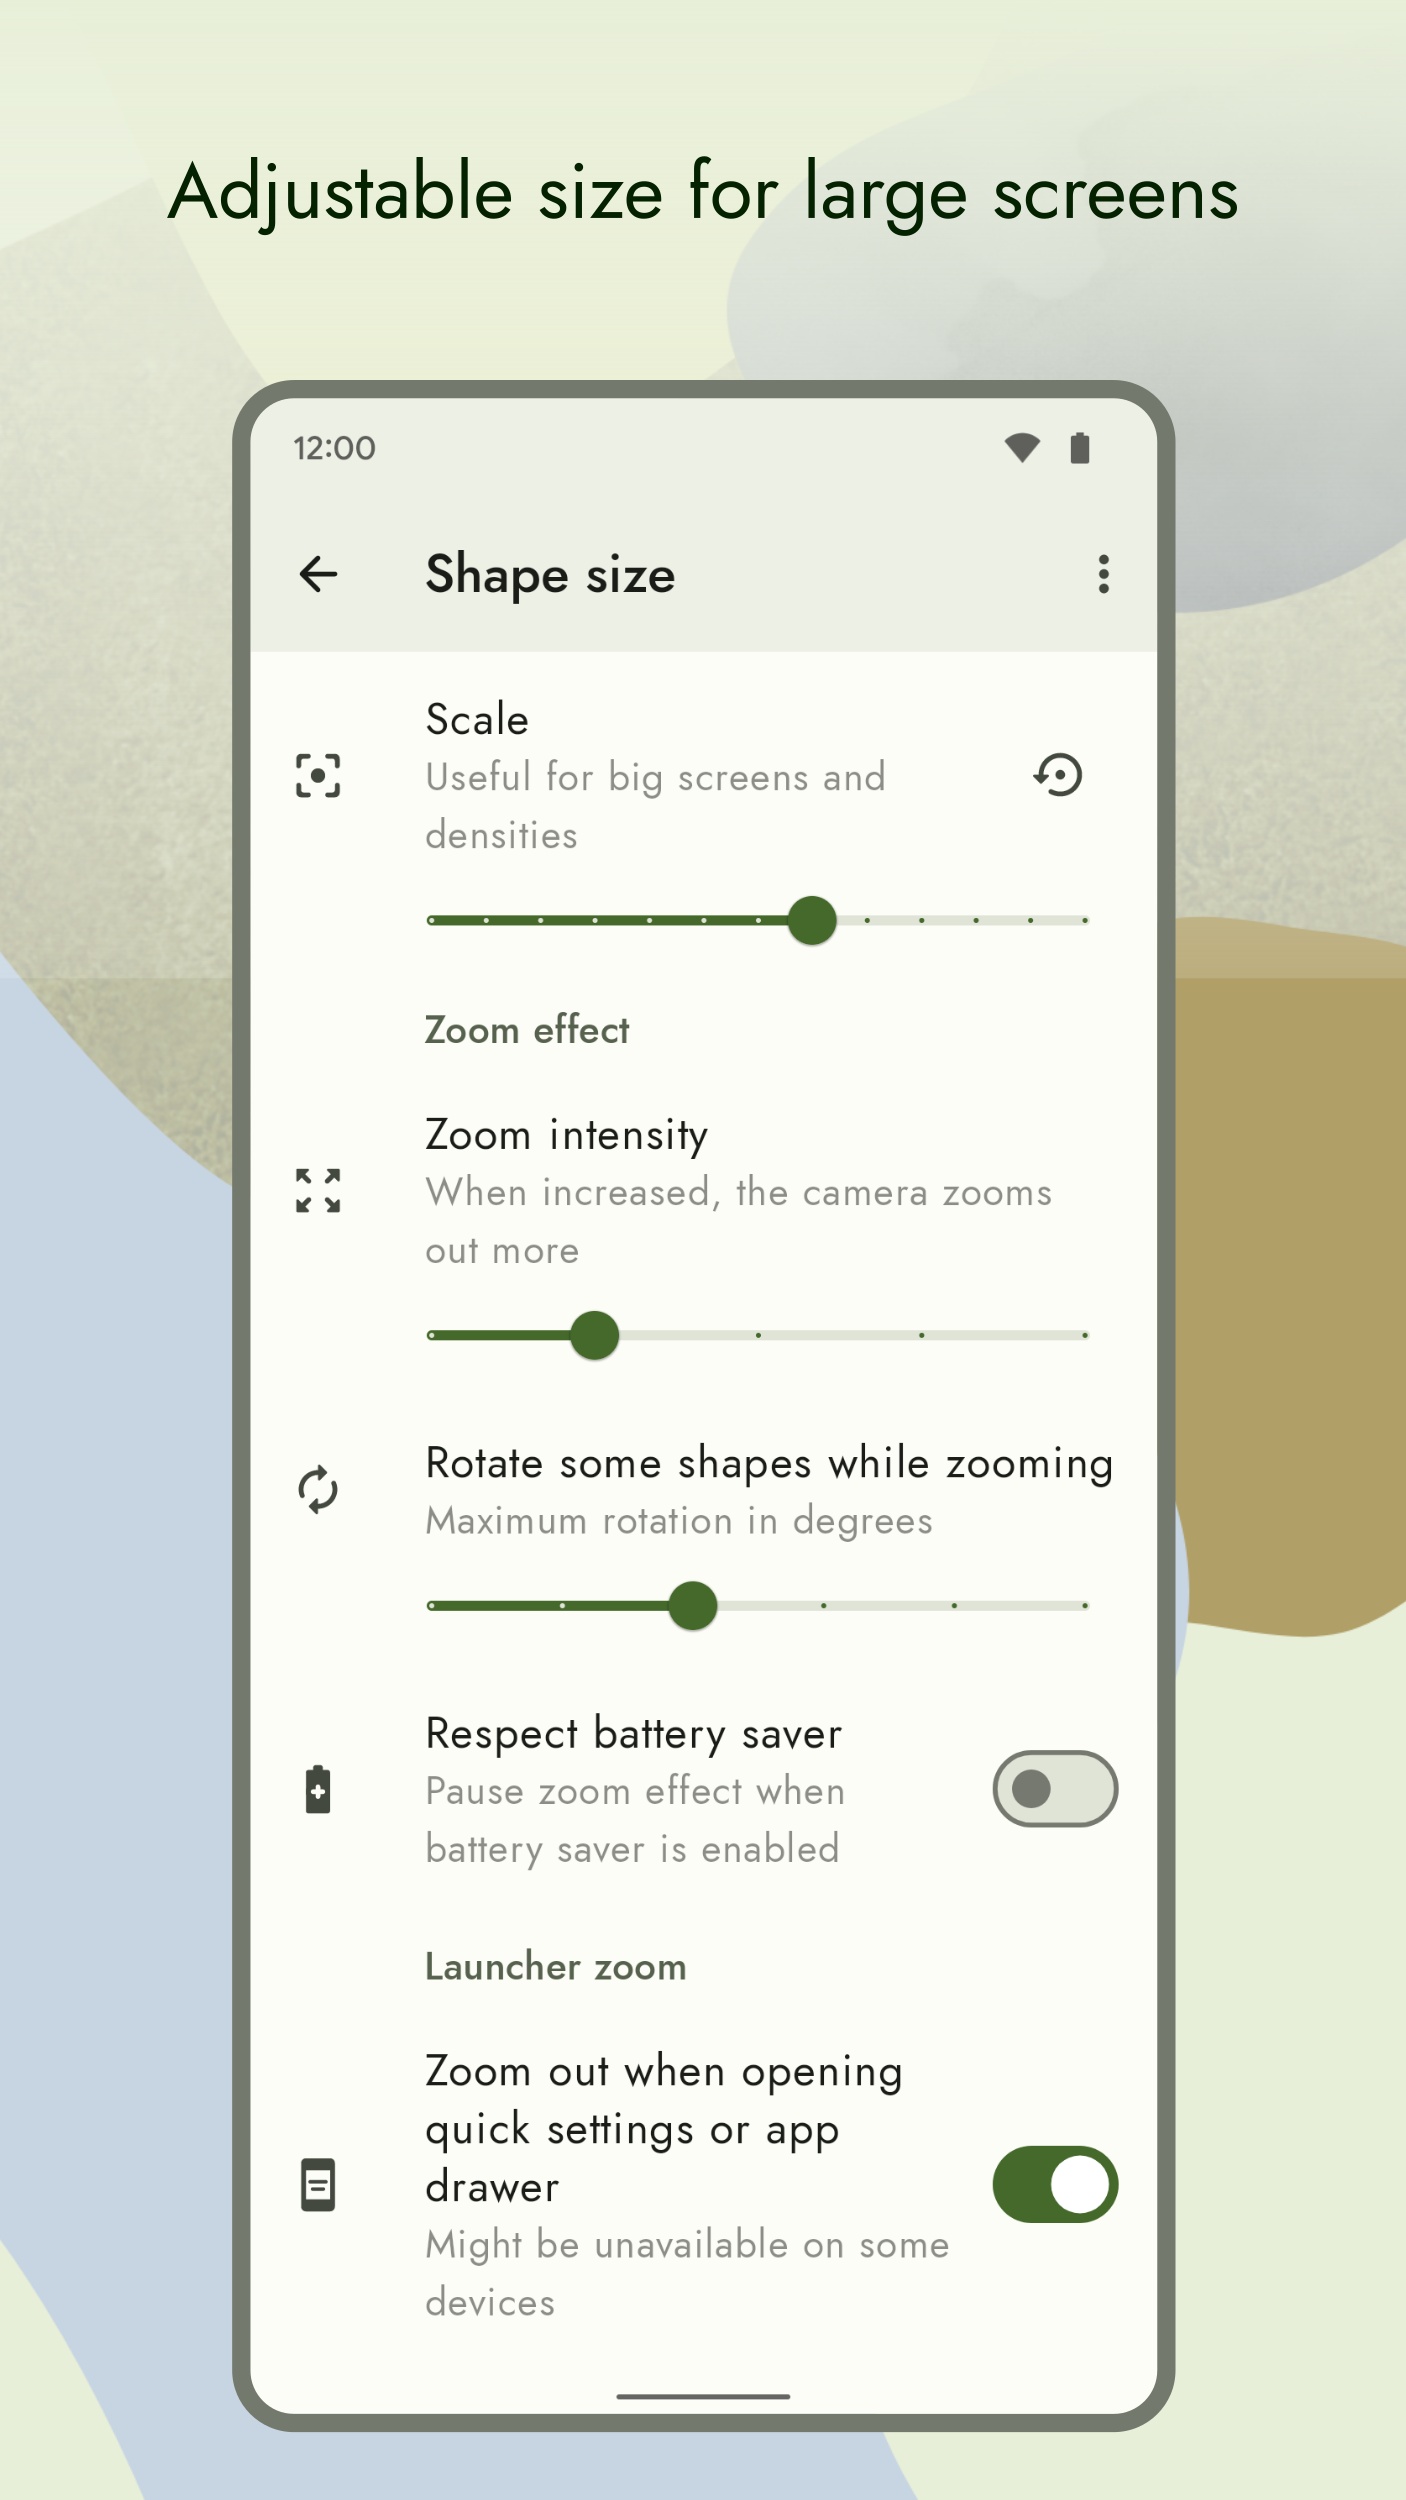 Adjustable size for large screens
12:00
Shape size
Scale
Useful for big screens and
densities
Zoom effect
Zoom intensity
When increased, the camera zooms
out more
Rotate some shapes while zooming
Maximum rotation in degrees
Respect battery saver
Pause zoom effect when
battery saver is enabled
Launcher zoom
Zoom out when opening
quick settings or app
drawer
Might be unavailable on some
devices